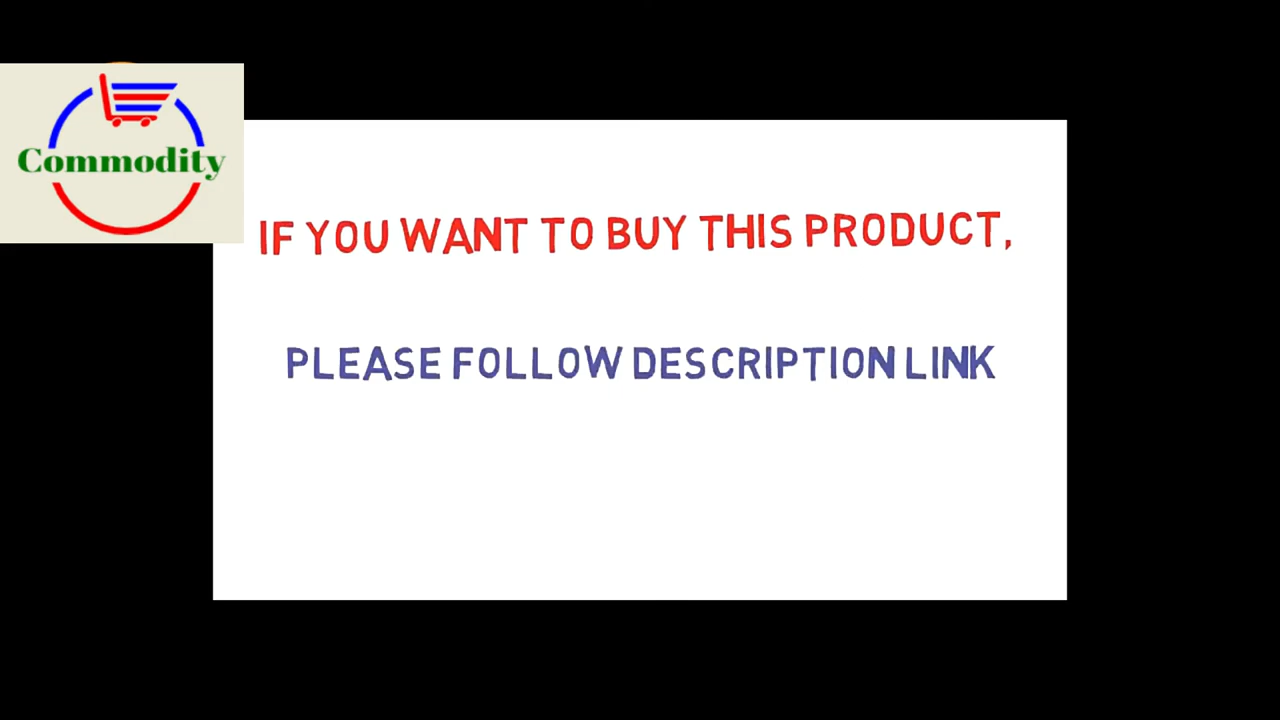 Commodity
IF YOU WANT TO BUY THIS PRODUCT,
PLEASE FOLLOW DESCRIPTION LINK